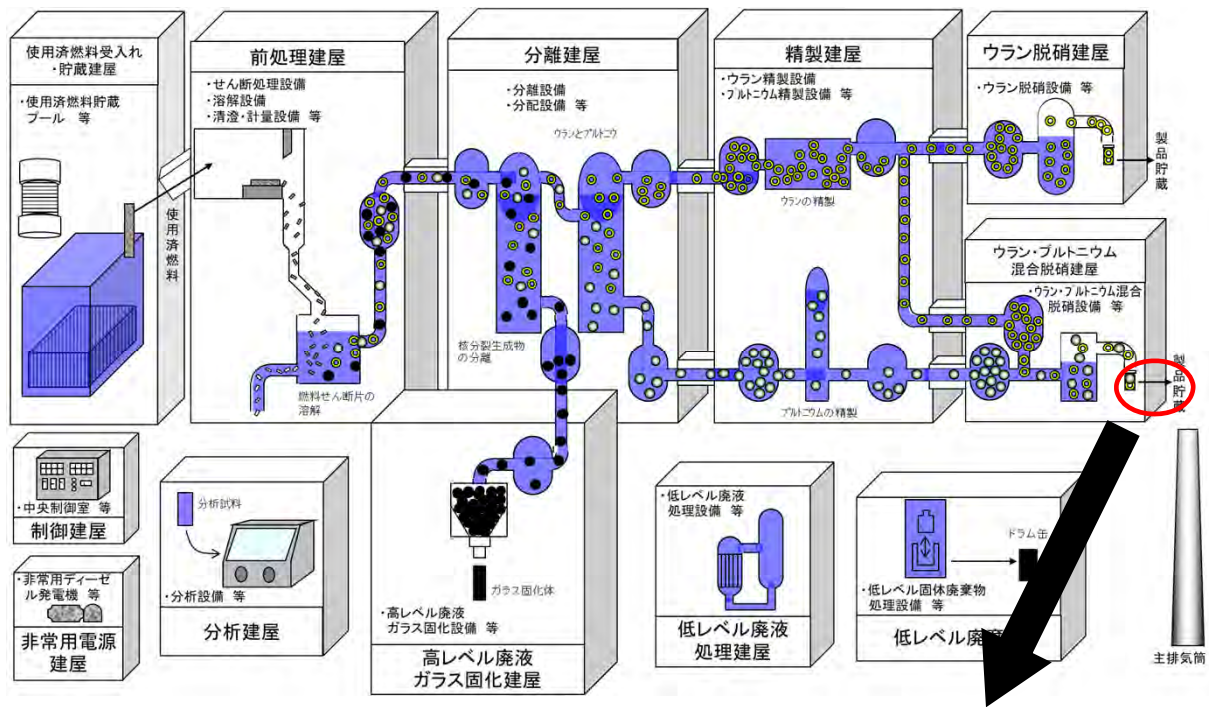 使用済燃料受入れ
・貯蔵建屋
・使用済燃料貯蔵
プール 等
使用済燃料
前処理建屋
・せん断処理設備
・溶解設備
・清澄・計量設備 等
燃料せん断片の
溶解
分離建屋
・分離設備
・分配設備 等
ウランとプルトニウ
核分裂生成物
の分離
精製建屋
・ウラン精製設備
・プルトニウム精製設備 等
ウランの精製
プルトニウムの精製
ウラン脱硝建屋
・ウラン脱硝設備 等
製品貯蔵
ウラン・プルトニウム
混合脱硝建屋
・ウラン・プルトニウム混合
脱硝設備 等
製品貯蔵
・中央制御室 等
制御建屋
・非常用ディーゼ
ル発電機 等
非常用電源
建屋
分析試料
・分析設備 等
分析建屋
ガラス固化体
・高レベル廃液
ガラス固化設備 等
高レベル廃液
ガラス固化建屋
・低レベル廃液
処理設備 等
低レベル廃液
処理建屋
ドラム缶
・低レベル固体廃棄物
処理設備 等
低レベル廃
主排気筒